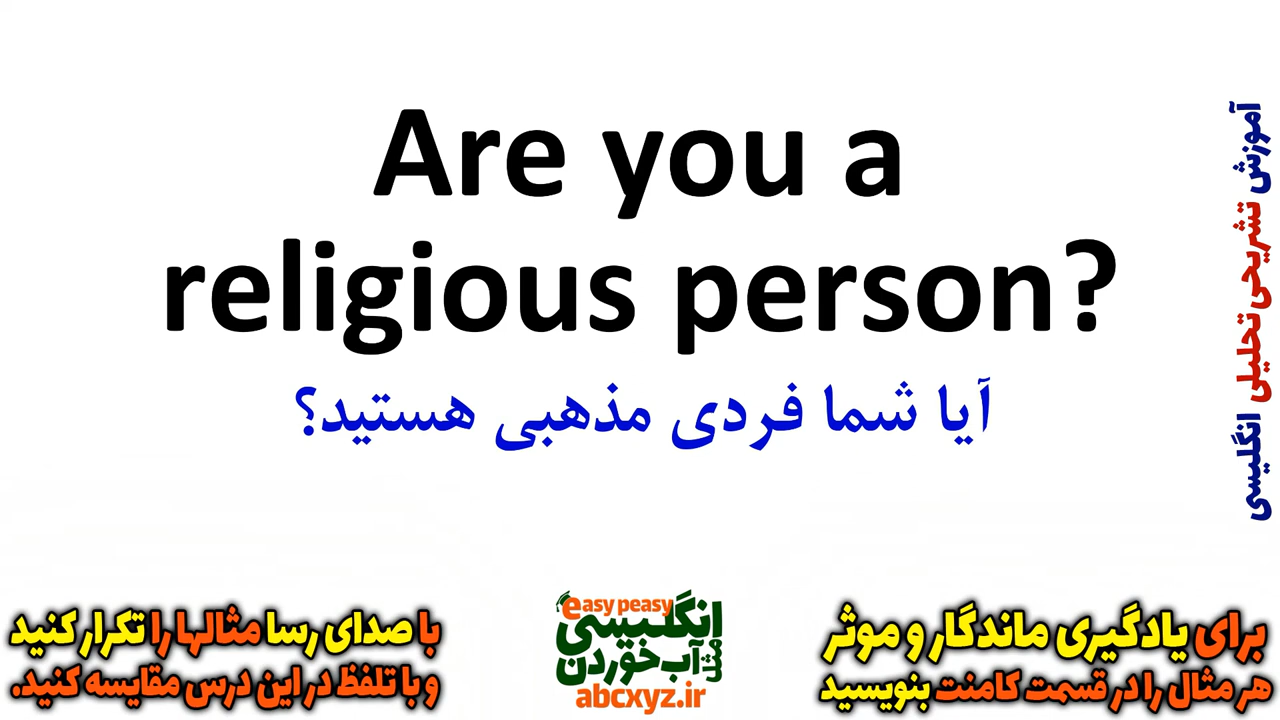 Are you a
religious person?
آیا شما فردی مذهبی هستید؟
آموزش تشریحی تحلیلی انگلیسی
با صدای رسا مثالها را تکرار کنید
و با تلفظ در این درس مقایسه کنید.
easy peasy
انگلیسی
مثل آب خوردن
abcxyz.ir
برای یادگیری ماندگار و موثر
هر مثال را در قسمت کامنت بنویسید